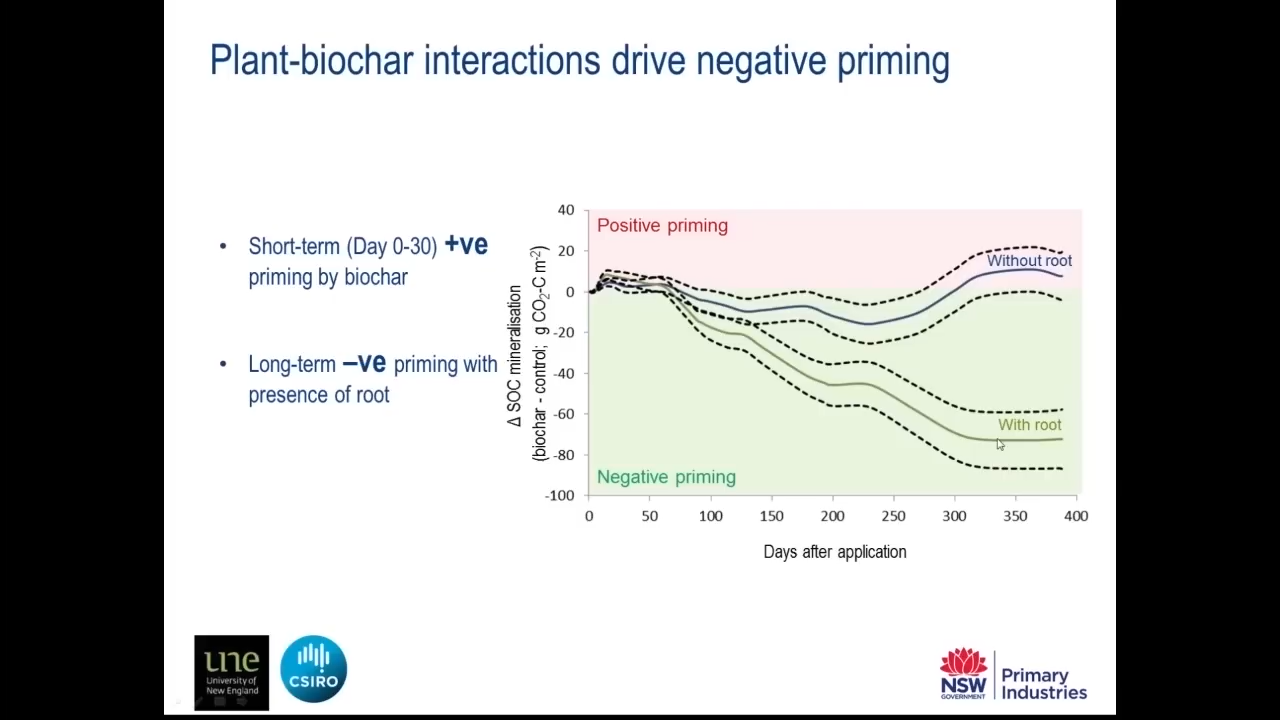 Plant-biochar interactions drive negative priming
• Short-term (Day 0-30) +ve
priming by biochar
• Long-term –ve priming with
presence of root
Δ SOC mineralisation
(biochar - control; g CO₂-C m⁻²)
40
20
0
-20
-40
-60
-80
-100
Positive priming
Without root
With root
Negative priming
0 50 100 150 200 250 300 350 400
Days after application
une
University of
New England
CSIRO
NSW
GOVERNMENT
Primary
Industries